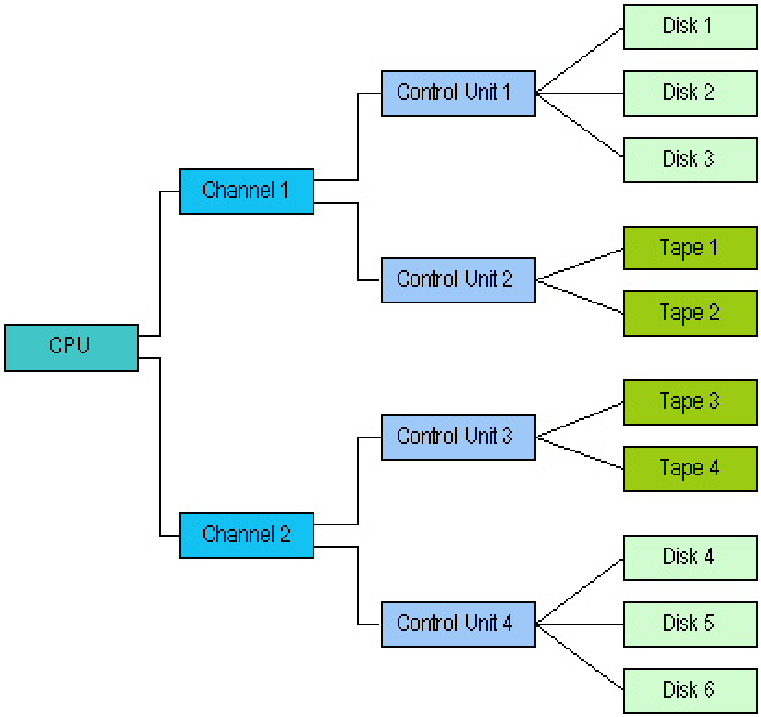 Disk 1
Control Unit 1
Disk 2
Disk 3
Channel 1
Tape 1
Control Unit 2
Tape 2
CPU
Tape 3
Control Unit 3
Tape 4
Channel 2
Disk 4
Control Unit 4
Disk 5
Disk 6